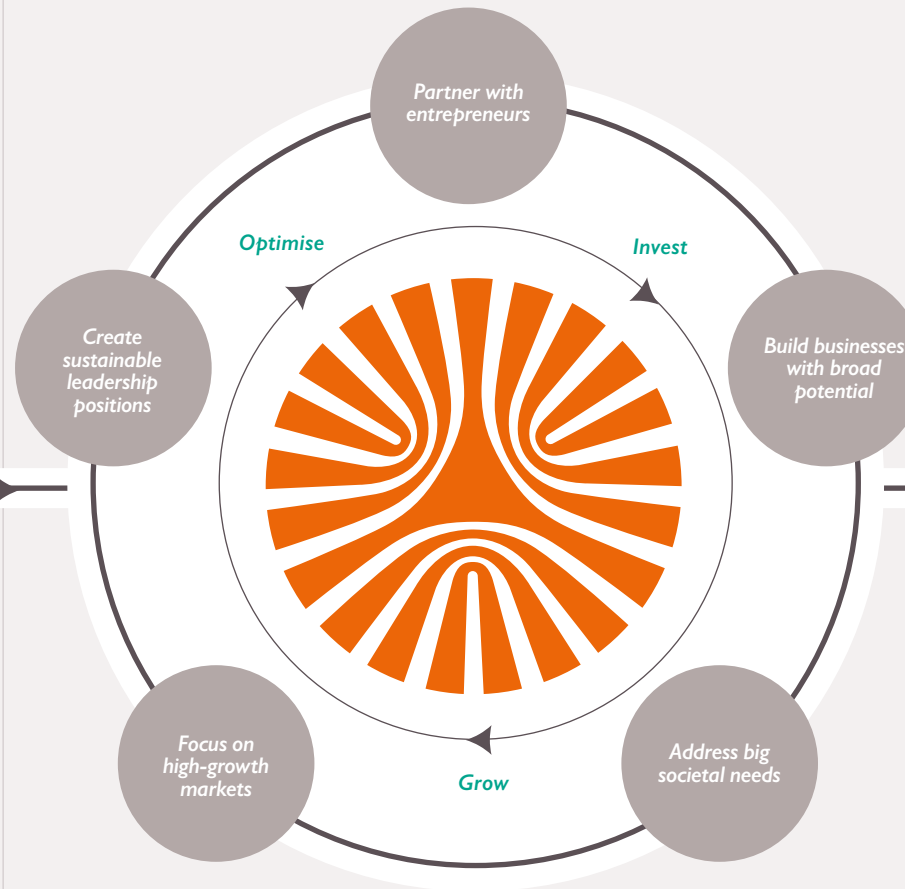 Partner with
entrepreneurs
Optimise
Invest
Create
sustainable
leadership
positions
Build businesses
with broad
potential
Focus on
high-growth
markets
Address big
societal needs
Grow